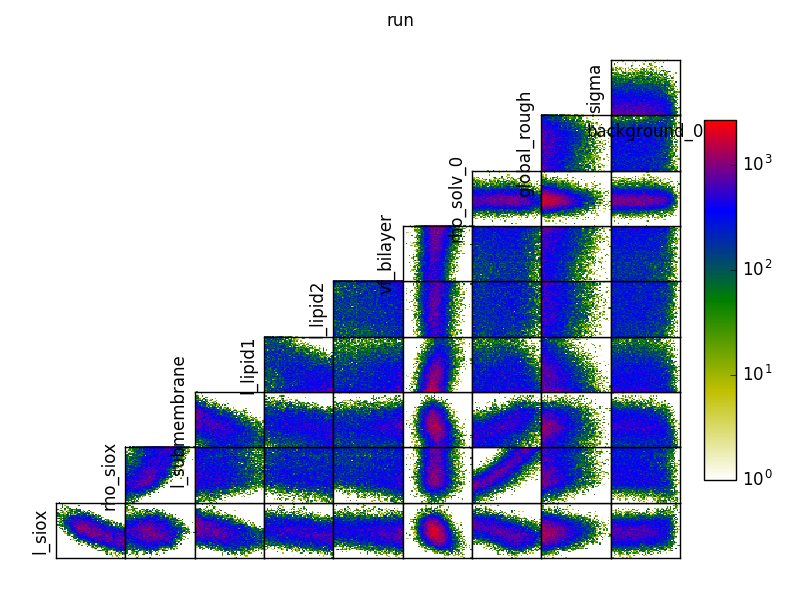 run
sigma
background_0
global_rough
rho_solv_0
vf_bilayer
l_lipid2
l_lipid1
l_submembrane
rho_siox
l_siox
10^3
10^2
10^1
10^0